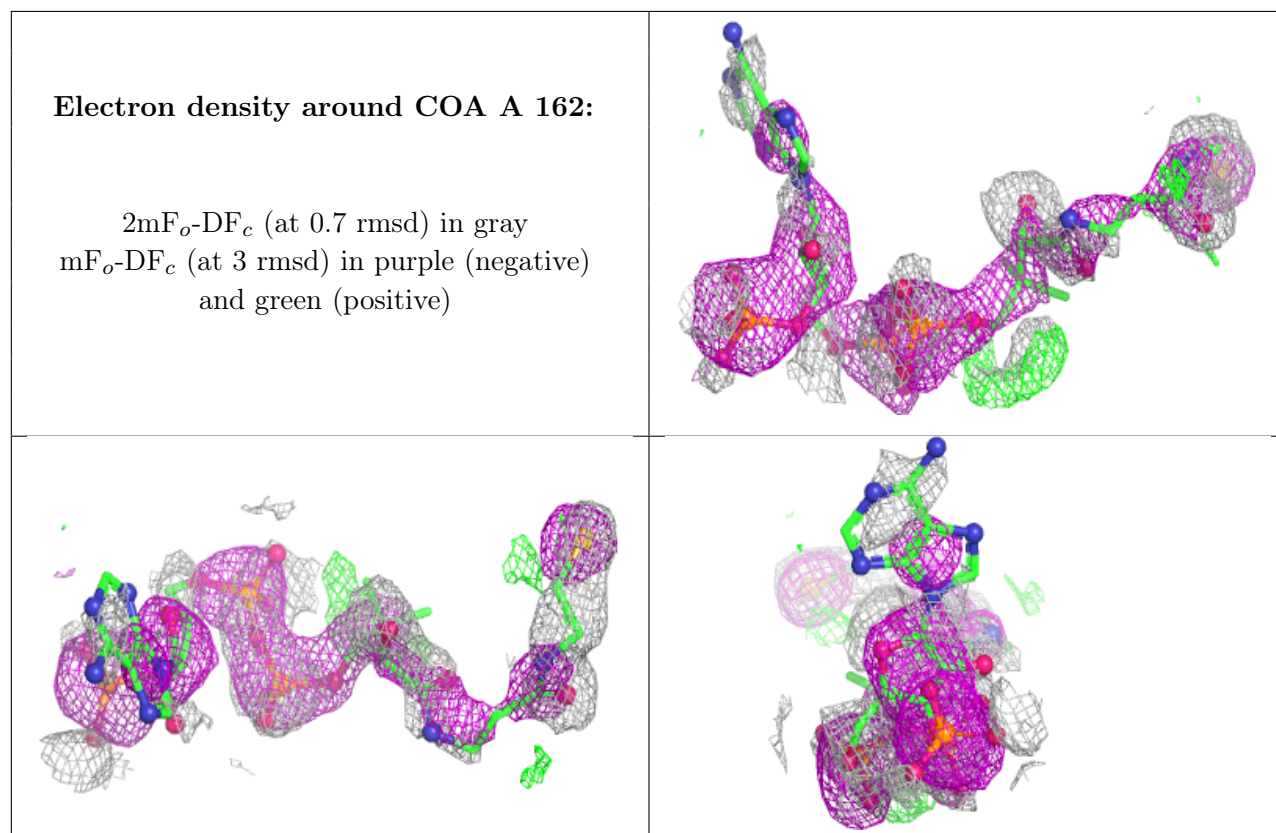 Electron density around COA A 162:
2mFo-DFc (at 0.7 rmsd) in gray
mFo-DFc (at 3 rmsd) in purple (negative)
and green (positive)